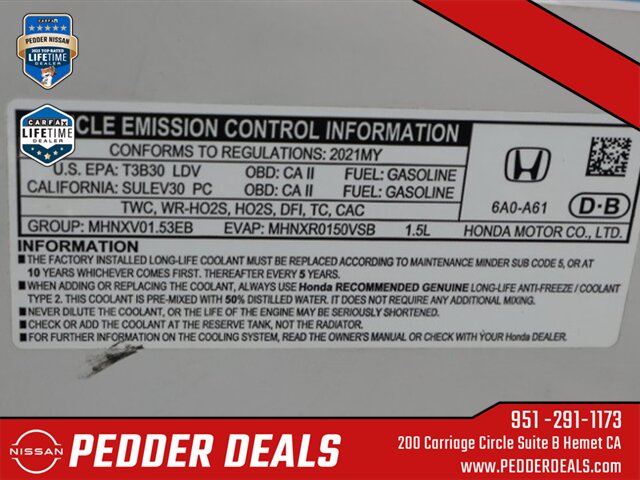 CARFAX
PEDDER NISSAN
2025 TOP-RATED
LIFETIME
DEALER
CARFAX
LIFETIME
DEALER
CLE EMISSION CONTROL INFORMATION
CONFORMS TO REGULATIONS: 2021MY
U.S. EPA: T3B30 LDV OBD: CA II FUEL: GASOLINE
CALIFORNIA: SULEV30 PC OBD: CA II FUEL: GASOLINE
TWC, WR-HO2S, HO2S, DFI, TC, CAC
6A0-A61 D-B
GROUP: MHNXV01.53EB EVAP: MHNXR0150VSB 1.5L HONDA MOTOR CO., LTD.
INFORMATION
■THE FACTORY INSTALLED LONG-LIFE COOLANT MUST BE REPLACED ACCORDING TO MAINTENANCE MINDER SUB CODE 5, OR AT
10 YEARS WHICHEVER COMES FIRST. THEREAFTER EVERY 5 YEARS.
■WHEN ADDING OR REPLACING THE COOLANT, ALWAYS USE Honda RECOMMENDED GENUINE LONG-LIFE ANTI-FREEZE / COOLANT
TYPE 2. THIS COOLANT IS PRE-MIXED WITH 50% DISTILLED WATER. IT DOES NOT REQUIRE ANY ADDITIONAL MIXING.
■NEVER DILUTE THE COOLANT, OR THE LIFE OF THE ENGINE MAY BE SERIOUSLY SHORTENED.
■CHECK OR ADD THE COOLANT AT THE RESERVE TANK, NOT THE RADIATOR.
■FOR FURTHER INFORMATION ON THE COOLING SYSTEM, READ THE OWNER'S MANUAL OR CHECK WITH YOUR Honda DEALER.
NISSAN
PEDDER DEALS
951 -291-1173
200 Carriage Circle Suite B Hemet CA
www.PEDDERDEALS.com